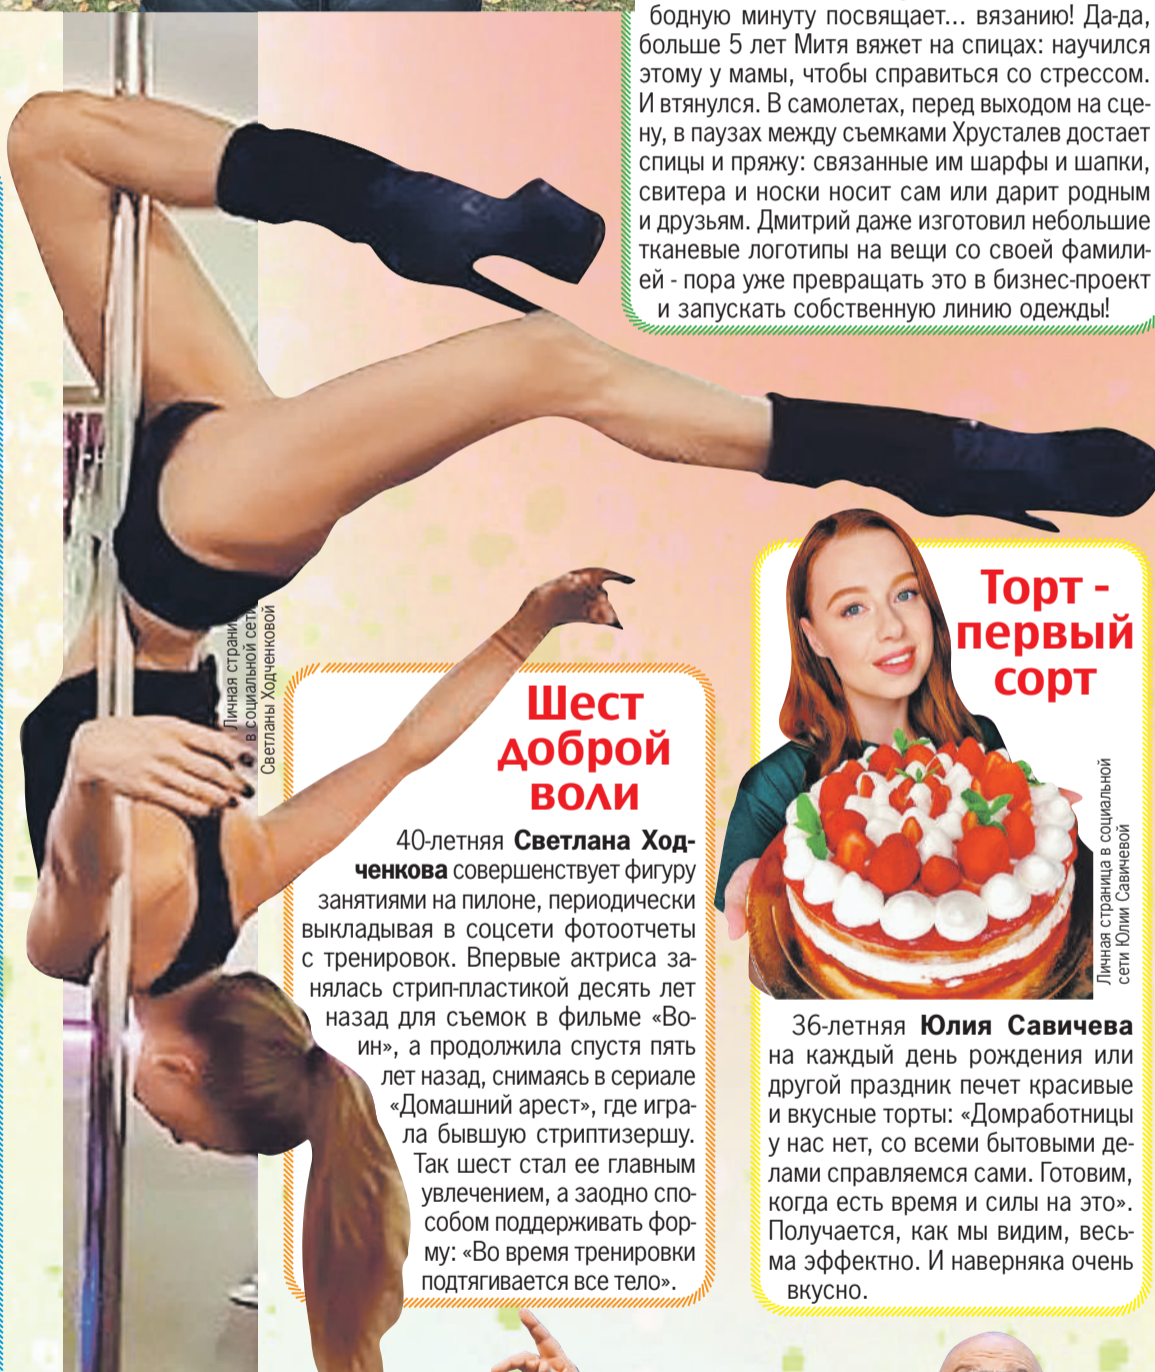 бодную минуту посвящает... вязанию! Да-да,
больше 5 лет Митя вяжет на спицах: научился
этому у мамы, чтобы справиться со стрессом.
И втянулся. В самолетах, перед выходом на сце-
ну, в паузах между съемками Хрусталев достает
спицы и пряжу: связанные им шарфы и шапки,
свитера и носки носит сам или дарит родным
и друзьям. Дмитрий даже изготовил небольшие
тканевые логотипы на вещи со своей фамили-
ей - пора уже превращать это в бизнес-проект
и запускать собственную линию одежды!
Личная
в социальной сети
Светланы Ходченковой
Шест
доброй
воли
40-летняя Светлана Ход-
ченкова совершенствует фигуру
занятиями на пилоне, периодически
выкладывая в соцсети фотоотчеты
с тренировок. Впервые актриса за-
нялась стрип-пластикой десять лет
назад для съемок в фильме «Во-
ин», а продолжила спустя пять
лет назад, снимаясь в сериале
«Домашний арест», где игра-
ла бывшую стриптизершу.
Так шест стал ее главным
увлечением, а заодно спо-
собом поддерживать фор-
му: «Во время тренировки
подтягивается все тело».
Торт -
первый
сорт
Личная страница в социальной
сети Юлии Савичевой
36-летняя Юлия Савичева
на каждый день рождения или
другой праздник печет красивые
и вкусные торты: «Домработницы
у нас нет, со всеми бытовыми де-
лами справляемся сами. Готовим,
когда есть время и силы на это».
Получается, как мы видим, весь-
ма эффектно. И наверняка очень
вкусно.